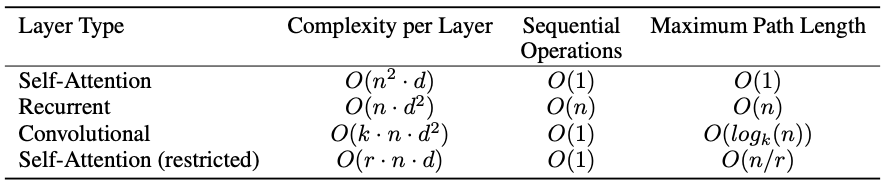 Layer Type Complexity per Layer Sequential Maximum Path Length
Operations
Self-Attention O(n² · d) O(1) O(1)
Recurrent O(n · d²) O(n) O(n)
Convolutional O(k · n · d²) O(1) O(logₖ(n))
Self-Attention (restricted) O(r · n · d) O(1) O(n/r)